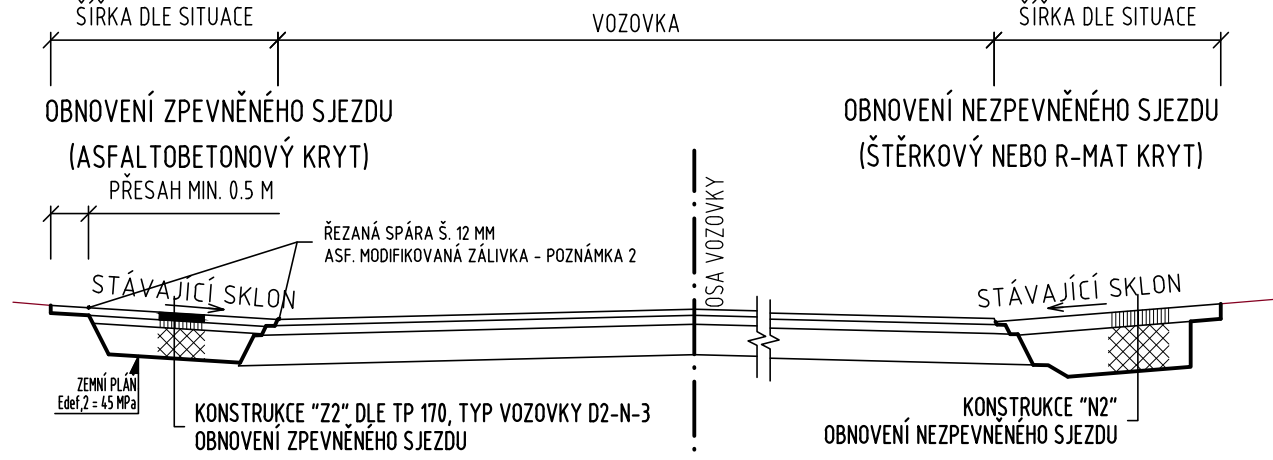 ŠÍŘKA DLE SITUACE
VOZOVKA
ŠÍŘKA DLE SITUACE
OBNOVENÍ ZPEVNĚNÉHO SJEZDU
(ASFALTOBETONOVÝ KRYT)
PŘESAH MIN. 0.5 M
OBNOVENÍ NEZPEVNĚNÉHO SJEZDU
(ŠTĚRKOVÝ NEBO R-MAT KRYT)
OSA VOZOVKY
ŘEZANÁ SPÁRA Š. 12 MM
ASF. MODIFIKOVANÁ ZÁLIVKA - POZNÁMKA 2
STÁVAJÍCÍ SKLON
STÁVAJÍCÍ SKLON
ZEMNÍ PLÁŇ
Edef,2 = 45 MPa
KONSTRUKCE "Z2" DLE TP 170, TYP VOZOVKY D2-N-3
OBNOVENÍ ZPEVNĚNÉHO SJEZDU
KONSTRUKCE "N2"
OBNOVENÍ NEZPEVNĚNÉHO SJEZDU